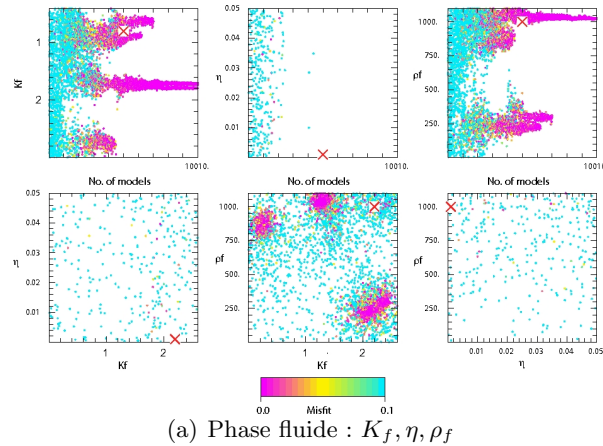 Kf
1
2
10010.
No. of models
η
0.05
0.04
0.03
0.02
0.01
No. of models
ρf
1000.
750.
500.
250.
10010.
No. of models
η
0.05
0.04
0.03
0.02
0.01
1
2
Kf
ρf
1000.
750.
500.
250.
1
2
Kf
ρf
1000.
750.
500.
250.
0.01
0.02
0.03
0.04
0.05
η
0.0
Misfit
0.1
(a) Phase fluide : K_f, η, ρ_f